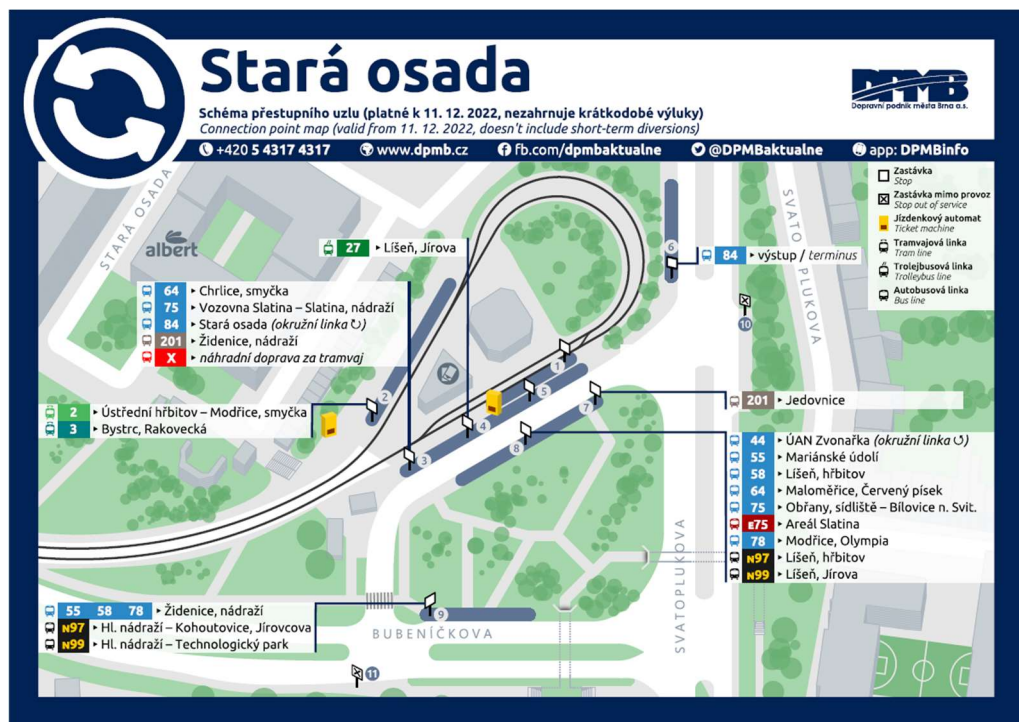 Stará osada
DPMB
Dopravní podnik města Brna a.s.
Schéma přestupního uzlu (platné k 11. 12. 2022, nezahrnuje krátkodobé výluky)
Connection point map (valid from 11. 12. 2022, doesn't include short-term diversions)
+420 5 4317 4317 www.dpmb.cz fb.com/dpmbaktualne @DPMBaktualne app: DPMBinfo
Zastávka
Stop
Zastávka mimo provoz
Stop out of service
Jízdenkový automat
Ticket machine
Tramvajová linka
Tram line
Trolejbusová linka
Trolleybus line
Autobusová linka
Bus line
STARÁ OSADA
albert
SVATOPLUKOVA
27 ▸ Líšeň, Jírova
6
84 ▸ výstup / terminus
64 ▸ Chrlice, smyčka
75 ▸ Vozovna Slatina – Slatina, nádraží
84 ▸ Stará osada (okružní linka ↻)
201 ▸ Židenice, nádraží
X ▸ náhradní doprava za tramvaj
10
1
5
2
7
4
8
3
2 ▸ Ústřední hřbitov – Modřice, smyčka
3 ▸ Bystrc, Rakovecká
201 ▸ Jedovnice
44 ▸ ÚAN Zvonařka (okružní linka ↺)
55 ▸ Mariánské údolí
58 ▸ Líšeň, hřbitov
64 ▸ Maloměřice, Červený písek
75 ▸ Obřany, sídliště – Bílovice n. Svit.
E75 ▸ Areál Slatina
78 ▸ Modřice, Olympia
N97 ▸ Líšeň, hřbitov
N99 ▸ Líšeň, Jírova
SVATOPLUKOVA
55 58 78 ▸ Židenice, nádraží
N97 ▸ Hl. nádraží – Kohoutovice, Jírovcova
N99 ▸ Hl. nádraží – Technologický park
9
BUBENÍČKOVA
11